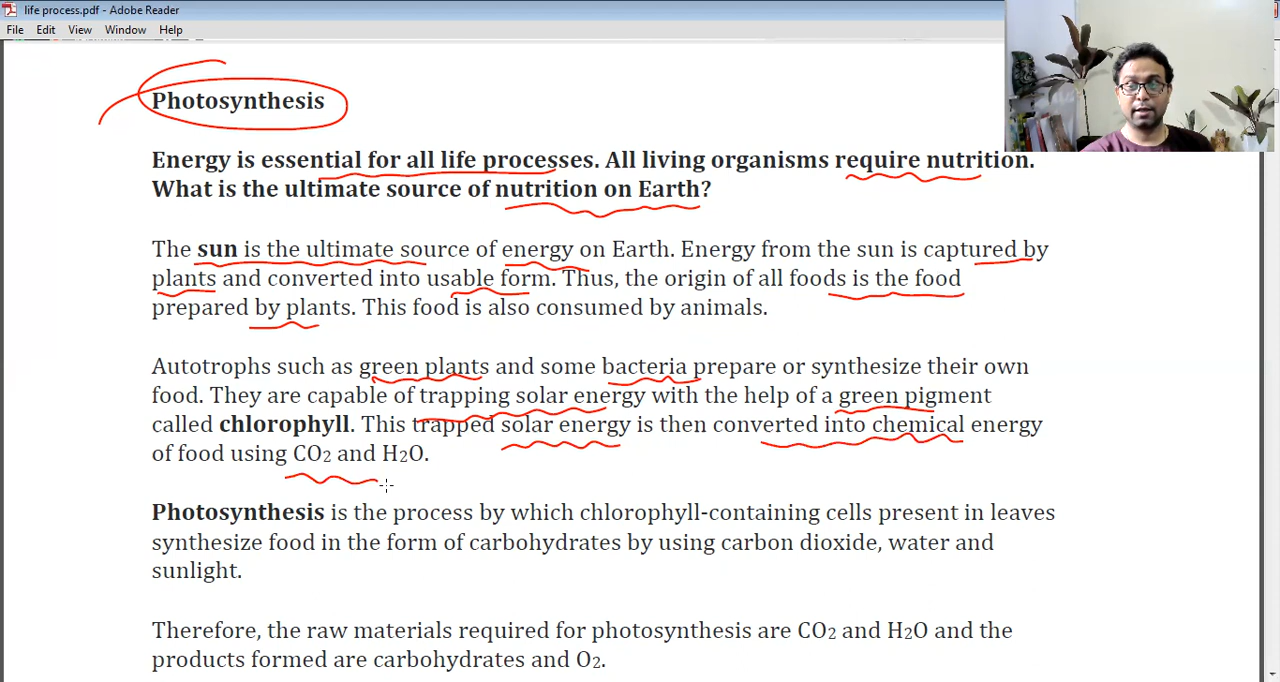 life process.pdf - Adobe Reader
File Edit View Window Help
Photosynthesis
Energy is essential for all life processes. All living organisms require nutrition.
What is the ultimate source of nutrition on Earth?
The sun is the ultimate source of energy on Earth. Energy from the sun is captured by
plants and converted into usable form. Thus, the origin of all foods is the food
prepared by plants. This food is also consumed by animals.
Autotrophs such as green plants and some bacteria prepare or synthesize their own
food. They are capable of trapping solar energy with the help of a green pigment
called chlorophyll. This trapped solar energy is then converted into chemical energy
of food using CO2 and H2O.
Photosynthesis is the process by which chlorophyll-containing cells present in leaves
synthesize food in the form of carbohydrates by using carbon dioxide, water and
sunlight.
Therefore, the raw materials required for photosynthesis are CO2 and H2O and the
products formed are carbohydrates and O2.